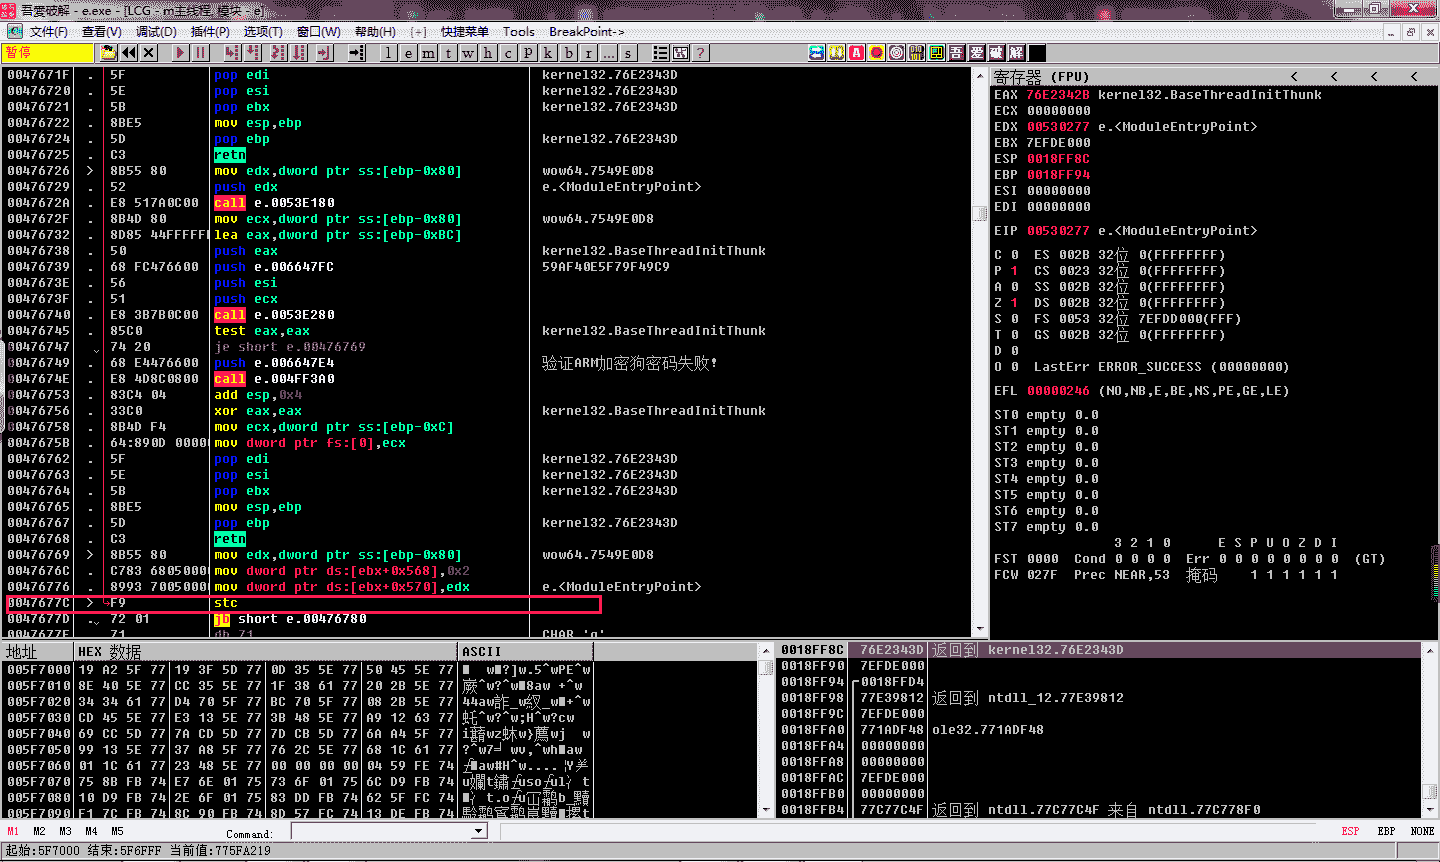 吾爱破解 - e.exe - [LCG - m主线程, 模块 - e]
文件(F) 查看(V) 调试(D) 插件(P) 选项(T) 窗口(W) 帮助(H) [+] 快捷菜单 Tools BreakPoint->
暂停 l e m t w h c p k b r ... s ? 吾 爱 破 解
0047671F . 5F pop edi kernel32.76E2343D
00476720 . 5E pop esi kernel32.76E2343D
00476721 . 5B pop ebx kernel32.76E2343D
00476722 . 8BE5 mov esp,ebp
00476724 . 5D pop ebp kernel32.76E2343D
00476725 . C3 retn
00476726 > 8B55 80 mov edx,dword ptr ss:[ebp-0x80] wow64.7549E0D8
00476729 . 52 push edx e.<ModuleEntryPoint>
0047672A . E8 517A0C00 call e.0053E180
0047672F . 8B4D 80 mov ecx,dword ptr ss:[ebp-0x80] wow64.7549E0D8
00476732 . 8D85 44FFFFFF lea eax,dword ptr ss:[ebp-0xBC]
00476738 . 50 push eax kernel32.BaseThreadInitThunk
00476739 . 68 FC476600 push e.006647FC 59AF40E5F79F49C9
0047673E . 56 push esi
0047673F . 51 push ecx
00476740 . E8 3B7B0C00 call e.0053E280
00476745 . 85C0 test eax,eax kernel32.BaseThreadInitThunk
00476747 . 74 20 je short e.00476769
00476749 . 68 E4476600 push e.006647E4 验证ARM加密狗密码失败!
0047674E . E8 4D8C0800 call e.004FF3A0
00476753 . 83C4 04 add esp,0x4
00476756 . 33C0 xor eax,eax kernel32.BaseThreadInitThunk
00476758 . 8B4D F4 mov ecx,dword ptr ss:[ebp-0xC]
0047675B . 64:890D 00000 mov dword ptr fs:[0],ecx
00476762 . 5F pop edi kernel32.76E2343D
00476763 . 5E pop esi kernel32.76E2343D
00476764 . 5B pop ebx kernel32.76E2343D
00476765 . 8BE5 mov esp,ebp
00476767 . 5D pop ebp kernel32.76E2343D
00476768 . C3 retn
00476769 > 8B55 80 mov edx,dword ptr ss:[ebp-0x80] wow64.7549E0D8
0047676C . C783 68050000 mov dword ptr ds:[ebx+0x568],0x2
00476776 . 8993 70050000 mov dword ptr ds:[ebx+0x570],edx e.<ModuleEntryPoint>
0047677C > F9 stc
0047677D . 72 01 jb short e.00476780
0047677F 71 db 71 CHAR 'q'
寄存器 (FPU) < < < <
EAX 76E2342B kernel32.BaseThreadInitThunk
ECX 00000000
EDX 00530277 e.<ModuleEntryPoint>
EBX 7EFDE000
ESP 0018FF8C
EBP 0018FF94
ESI 00000000
EDI 00000000
EIP 00530277 e.<ModuleEntryPoint>
C 0 ES 002B 32位 0(FFFFFFFF)
P 1 CS 0023 32位 0(FFFFFFFF)
A 0 SS 002B 32位 0(FFFFFFFF)
Z 1 DS 002B 32位 0(FFFFFFFF)
S 0 FS 0053 32位 7EFDD000(FFF)
T 0 GS 002B 32位 0(FFFFFFFF)
D 0
O 0 LastErr ERROR_SUCCESS (00000000)
EFL 00000246 (NO,NB,E,BE,NS,PE,GE,LE)
ST0 empty 0.0
ST1 empty 0.0
ST2 empty 0.0
ST3 empty 0.0
ST4 empty 0.0
ST5 empty 0.0
ST6 empty 0.0
ST7 empty 0.0
3 2 1 0 E S P U O Z D I
FST 0000 Cond 0 0 0 0 Err 0 0 0 0 0 0 0 0 (GT)
FCW 027F Prec NEAR,53 掩码 1 1 1 1 1 1
地址 HEX 数据 ASCII
005F7000 19 A2 5F 77 19 3F 5D 77 0D 35 5E 77 50 45 5E 77
005F7010 8E 40 5E 77 CC 35 5E 77 1F 38 61 77 20 2B 5E 77
005F7020 34 34 61 77 D4 70 5F 77 BC 70 5F 77 08 2B 5E 77
005F7030 CD 45 5E 77 E3 13 5E 77 3B 48 5E 77 A9 12 63 77
005F7040 69 CC 5D 77 7A CD 5D 77 7D CB 5D 77 6A A4 5F 77
005F7050 99 13 5E 77 37 A8 5F 77 76 2C 5E 77 68 1C 61 77
005F7060 01 1C 61 77 23 48 5E 77 00 00 00 00 04 59 FE 74
005F7070 75 8B FB 74 E7 6E 01 75 73 6F 01 75 6C D9 FB 74
005F7080 10 D9 FB 74 2E 6F 01 75 83 DD FB 74 62 5F FC 74
005F7090 F1 7C FB 74 8C 90 FB 74 8D 57 FC 74 13 DE FB 74
0018FF8C 76E2343D 返回到 kernel32.76E2343D
0018FF90 7EFDE000
0018FF94 0018FFD4
0018FF98 77E39812 返回到 ntdll_12.77E39812
0018FF9C 7EFDE000
0018FFA0 771ADF48 ole32.771ADF48
0018FFA4 00000000
0018FFA8 00000000
0018FFAC 7EFDE000
0018FFB0 00000000
0018FFB4 77C77C4F 返回到 ntdll.77C77C4F 来自 ntdll.77C778F0
M1 M2 M3 M4 M5 Command: ESP EBP NONE
起始:5F7000 结束:5F6FFF 当前值:775FA219